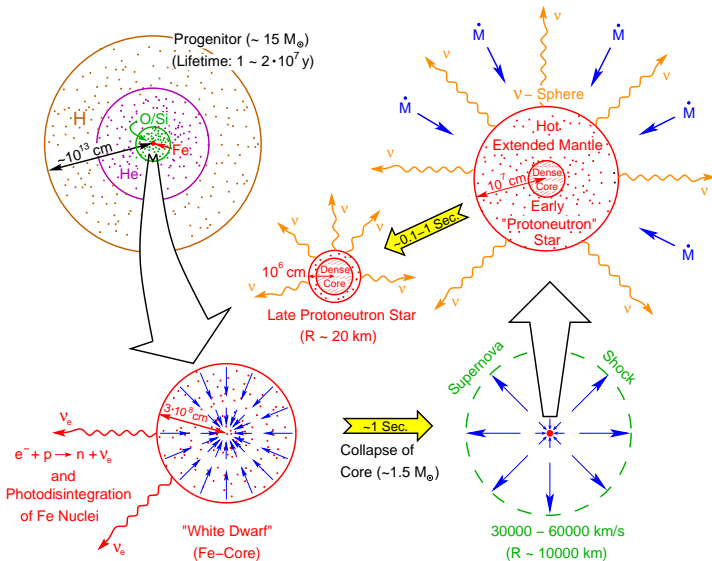 Progenitor (~ 15 M☉)
(Lifetime: 1 ~ 2·10⁷ y)
H
O/Si
Fe
He
~10¹³ cm
ν
ν
ν
ν
ν
ν
ν
Ṁ
Ṁ
Ṁ
Ṁ
Ṁ
ν − Sphere
Hot
Extended Mantle
Dense
Core
10⁷ cm
Early
"Protoneutron"
Star
~0.1−1 Sec.
ν
ν
ν
ν
ν
10⁶ cm
Dense
Core
Late Protoneutron Star
(R ~ 20 km)
3·10⁸ cm
νₑ
e⁻ + p → n + νₑ
and
Photodisintegration
of Fe Nuclei
νₑ
"White Dwarf"
(Fe−Core)
~1 Sec.
Collapse of
Core (~1.5 M☉)
Supernova
Shock
30000 − 60000 km/s
(R ~ 10000 km)